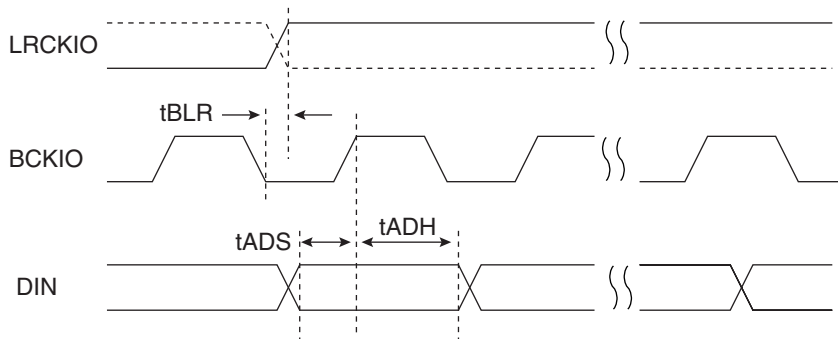 LRCKIO
tBLR
BCKIO
tADS
tADH
DIN